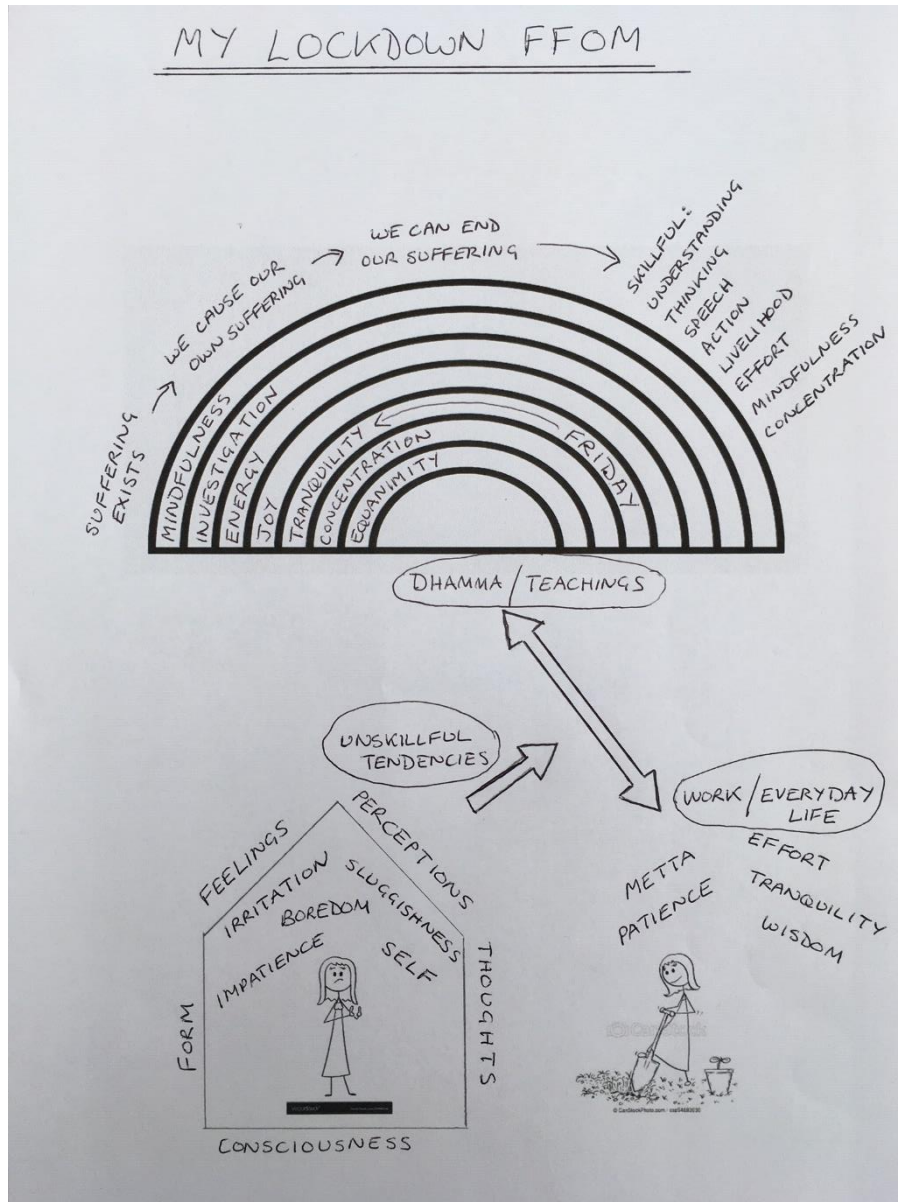 MY LOCKDOWN FFOM
SUFFERING
EXISTS
WE CAUSE OUR
OWN SUFFERING
WE CAN END
OUR SUFFERING
SKILLFUL:
UNDERSTANDING
THINKING
SPEECH
ACTION
LIVELIHOOD
EFFORT
MINDFULNESS
CONCENTRATION
MINDFULNESS
INVESTIGATION
ENERGY
JOY
TRANQUILITY
CONCENTRATION
EQUANIMITY
FRIDAY
DHAMMA / TEACHINGS
UNSKILLFUL
TENDENCIES
WORK / EVERYDAY
LIFE
FEELINGS
PERCEPTIONS
FORM
THOUGHTS
CONSCIOUSNESS
IRRITATION
BOREDOM
SLUGGISHNESS
IMPATIENCE
SELF
METTA
PATIENCE
EFFORT
TRANQUILITY
WISDOM
CanStock